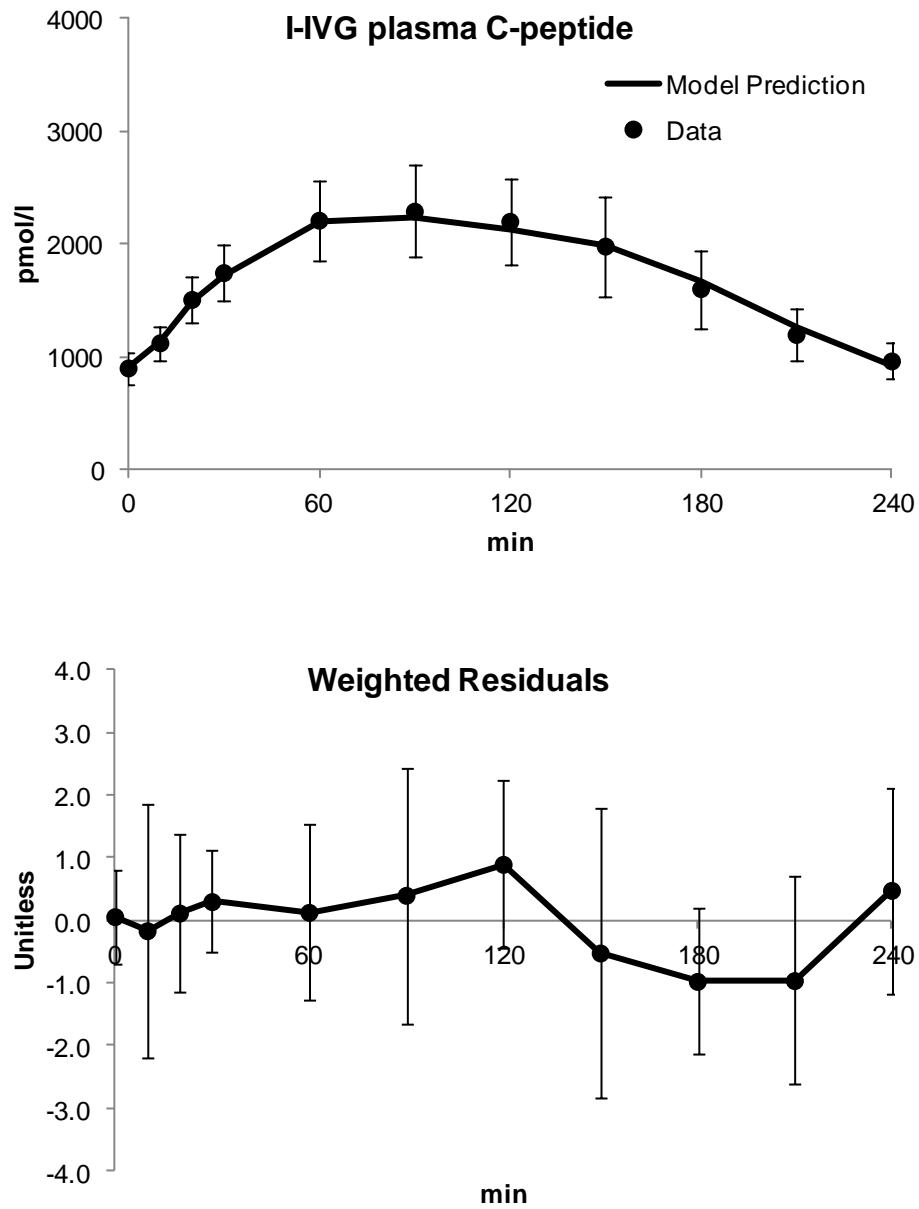 I-IVG plasma C-peptide
4000
3000
2000
1000
0
pmol/l
Model Prediction
Data
0 60 120 180 240
min
Weighted Residuals
4.0
3.0
2.0
1.0
0.0
-1.0
-2.0
-3.0
-4.0
Unitless
0 60 120 180 240
min